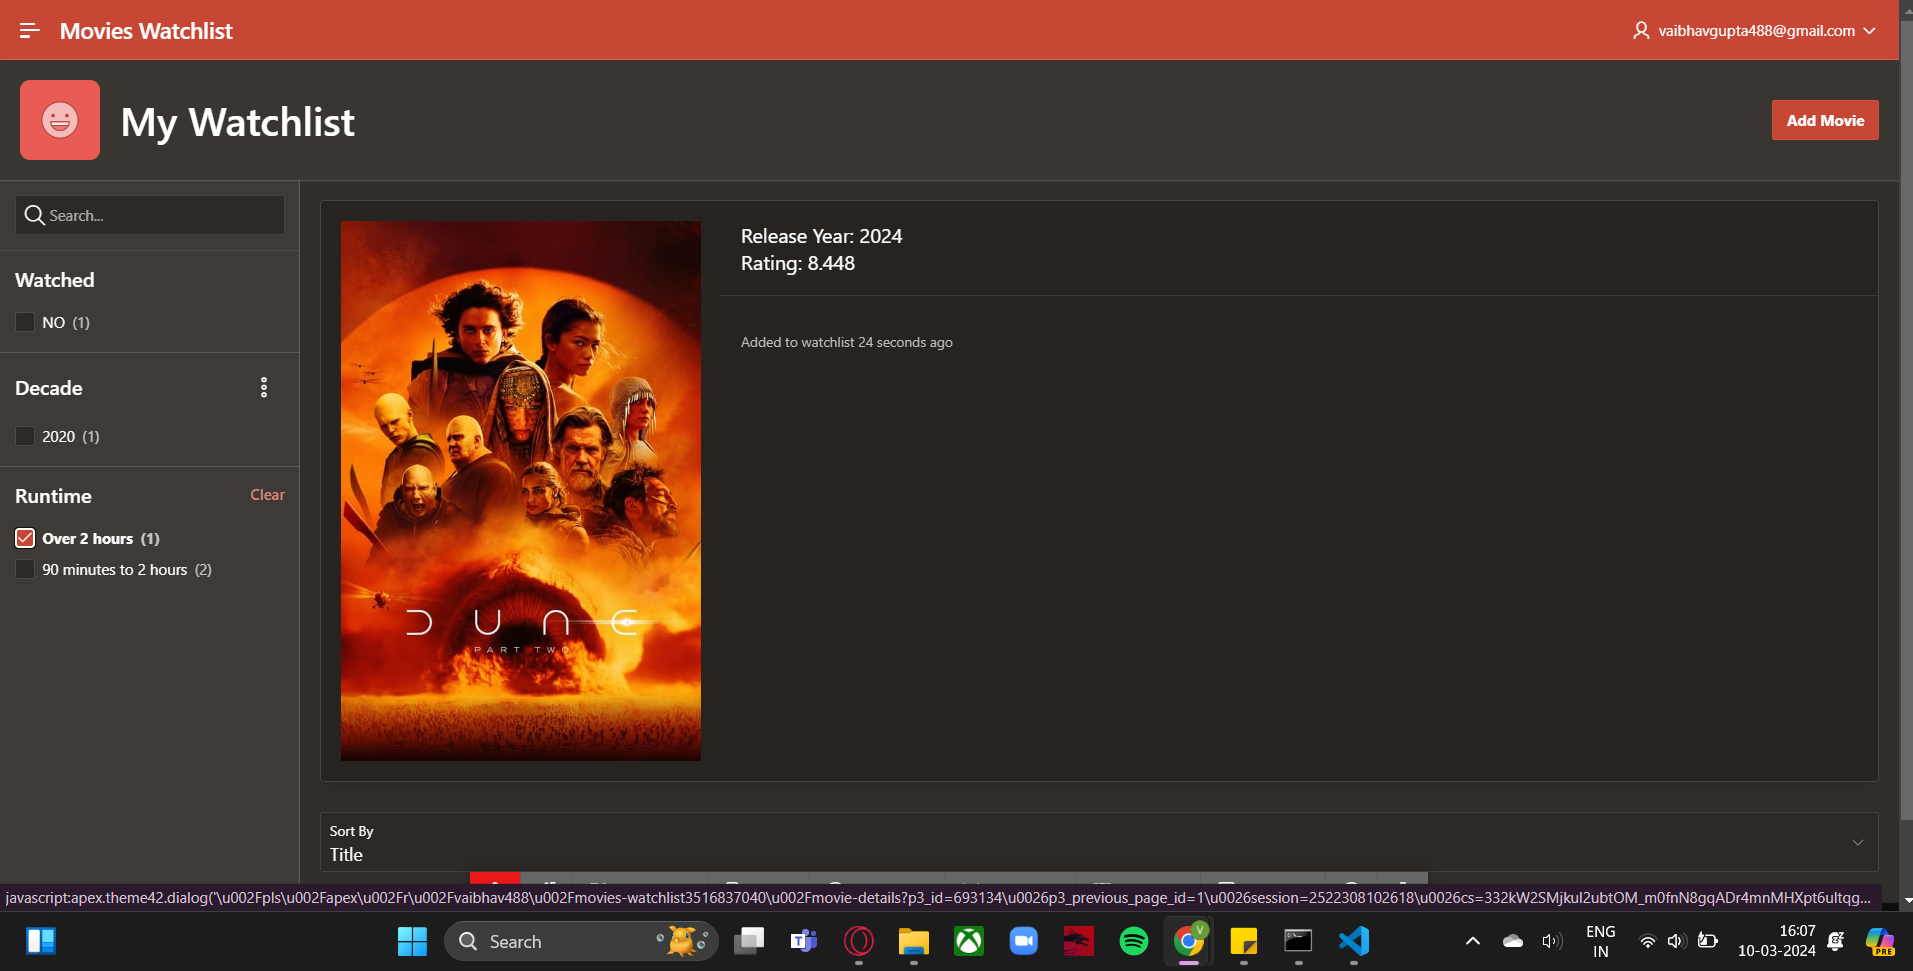 Movies Watchlist
vaibhavgupta488@gmail.com
My Watchlist
Add Movie
Search...
Watched
NO (1)
Decade
2020 (1)
Runtime
Clear
Over 2 hours (1)
90 minutes to 2 hours (2)
DUNE
PART TWO
Release Year: 2024
Rating: 8.448
Added to watchlist 24 seconds ago
Sort By
Title
javascript:apex.theme42.dialog('\u002Fpls\u002Fapex\u002Fr\u002Fvaibhav488\u002Fmovies-watchlist3516837040\u002Fmovie-details?p3_id=693134\u0026p3_previous_page_id=1\u0026session=2522308102618\u0026cs=332kW2SMjkuI2ubtOM_m0fnN8gqADr4mnMHXpt6ultqg...
Search
ENG
IN
16:07
10-03-2024
PRE